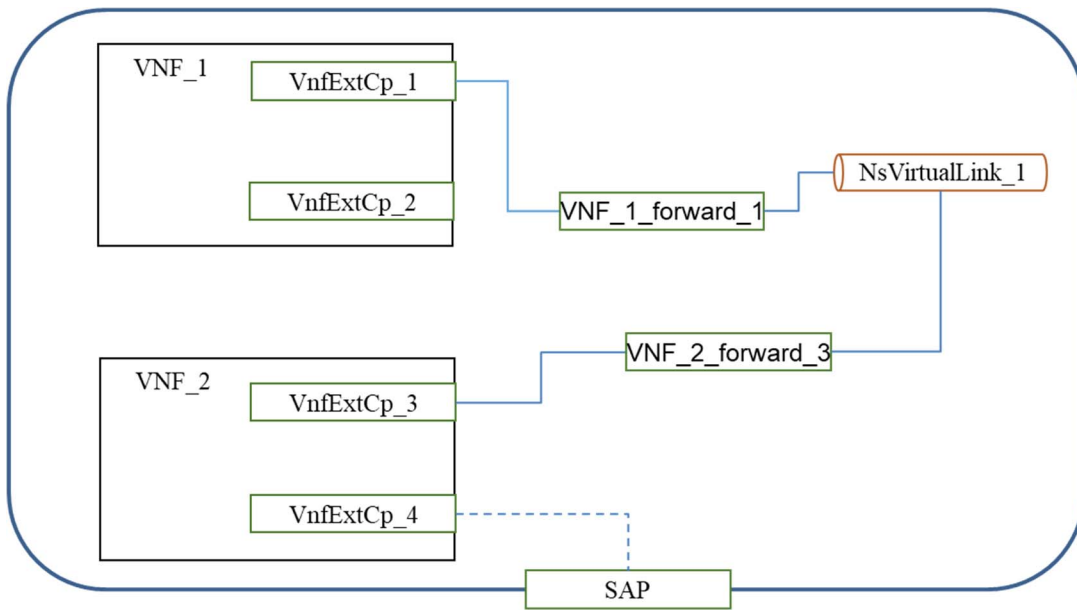 VNF_1
VnfExtCp_1
VnfExtCp_2
VNF_1_forward_1
NsVirtualLink_1
VNF_2_forward_3
VNF_2
VnfExtCp_3
VnfExtCp_4
SAP